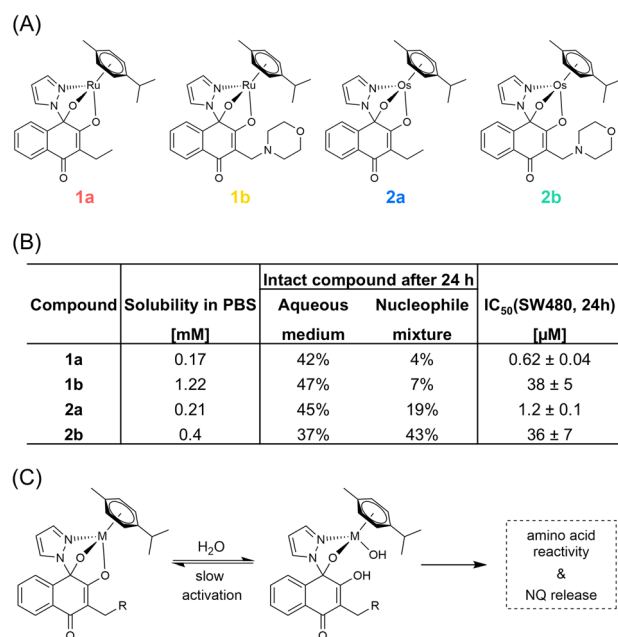 (A)
N N O Ru O O
N N O Ru O N O O
N N O Os O O
N N O Os O N O O
1a 1b 2a 2b
(B)
Intact compound after 24 h
Compound Solubility in PBS Aqueous Nucleophile IC50(SW480, 24h)
[mM] medium mixture [µM]
1a 0.17 42% 4% 0.62 ± 0.04
1b 1.22 47% 7% 38 ± 5
2a 0.21 45% 19% 1.2 ± 0.1
2b 0.4 37% 43% 36 ± 7
(C)
N N O M O R O
H2O
slow
activation
N N O M OH OH R O
amino acid
reactivity
&
NQ release